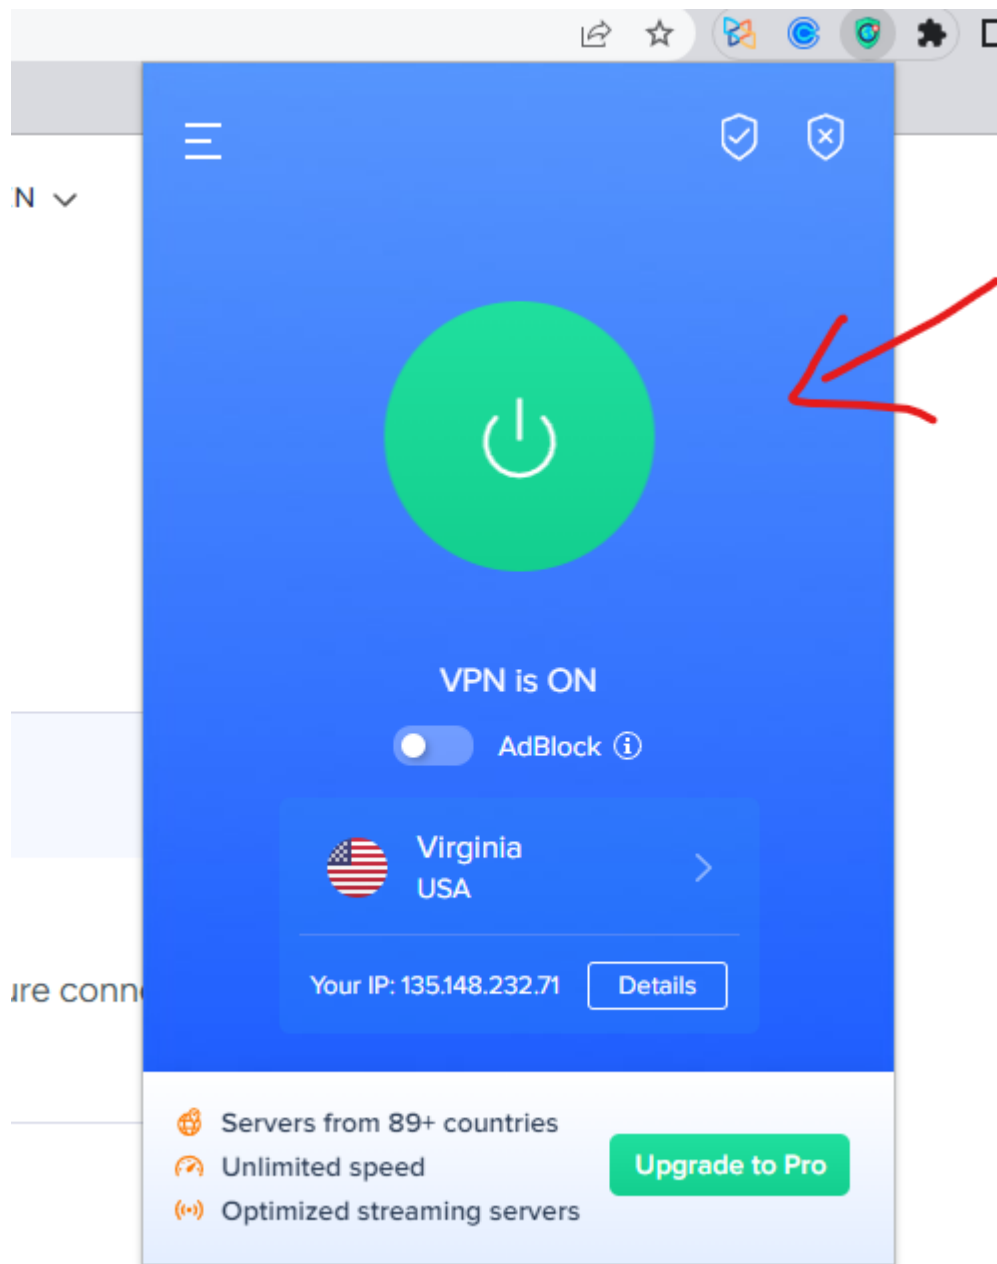 EN
VPN is ON
AdBlock
Virginia
USA
Your IP: 135.148.232.71
Details
ure conn
Servers from 89+ countries
Unlimited speed
Optimized streaming servers
Upgrade to Pro